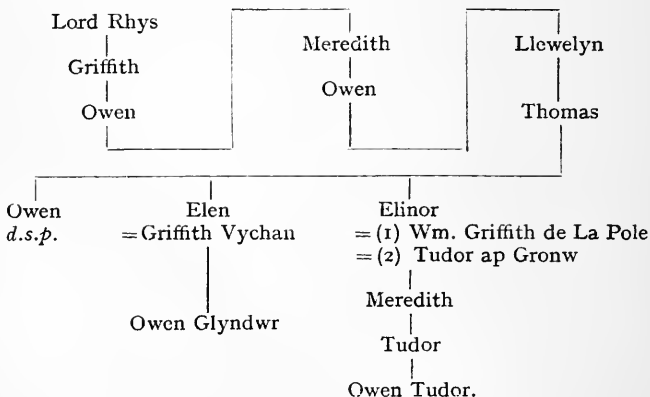 Lord Rhys
Griffith
Owen
Meredith
Owen
Llewelyn
Thomas
Owen
d.s.p.
Elen
=Griffith Vychan
Owen Glyndwr
Elinor
= (1) Wm. Griffith de La Pole
= (2) Tudor ap Gronw
Meredith
Tudor
Owen Tudor.